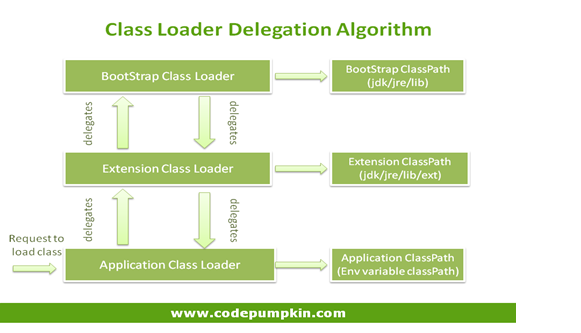 Class Loader Delegation Algorithm
BootStrap Class Loader
BootStrap ClassPath
(jdk/jre/lib)
delegates
delegates
Extension Class Loader
Extension ClassPath
(jdk/jre/lib/ext)
delegates
delegates
Request to
load class
Application Class Loader
Application ClassPath
(Env variable classPath)
www.codepumpkin.com